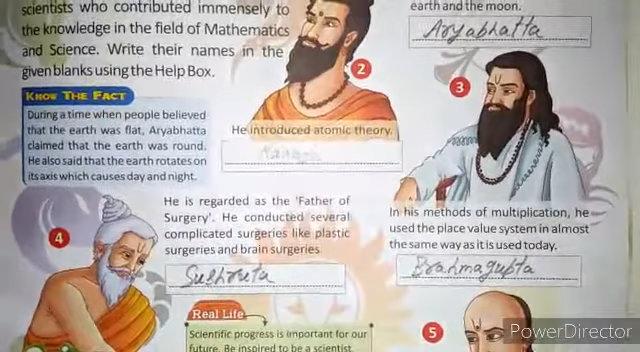 scientists who contributed immensely to
the knowledge in the field of Mathematics
and Science. Write their names in the
given blanks using the Help Box.
KNOW THE FACT
During a time when people believed
that the earth was flat, Aryabhatta
claimed that the earth was round.
He also said that the earth rotates on
its axis which causes day and night.
2
He introduced atomic theory.
earth and the moon.
Aryabhatta
3
In his methods of multiplication, he
used the place value system in almost
the same way as it is used today.
Brahmagupta
4
He is regarded as the 'Father of
Surgery'. He conducted several
complicated surgeries like plastic
surgeries and brain surgeries.
Sushruta
Real Life
Scientific progress is important for our
future. Be inspired to be a scientist.
5
PowerDirector